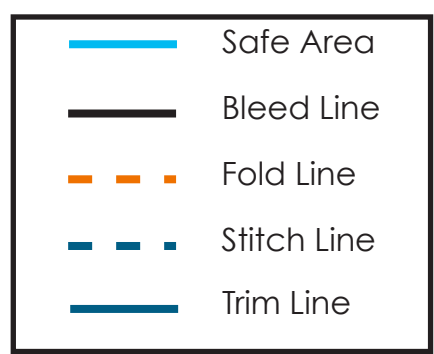 Safe Area
Bleed Line
Fold Line
Stitch Line
Trim Line